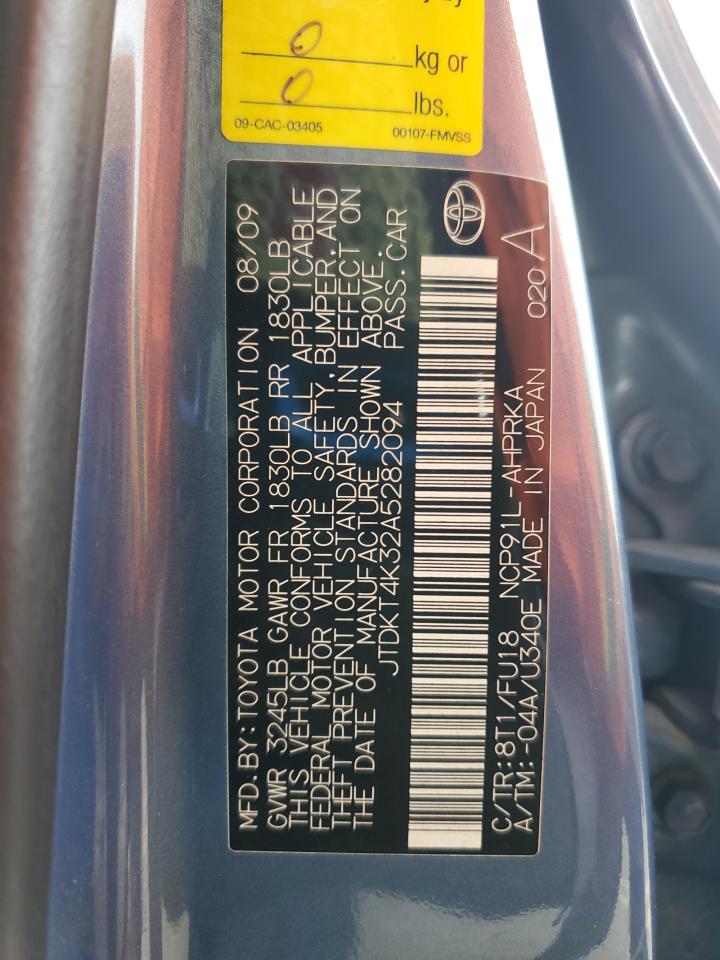 0 kg or
0 lbs.
09-CAC-03405 00107-FMVSS
MFD. BY: TOYOTA MOTOR CORPORATION 08/09
GVWR 3245LB GAWR FR 1830LB RR 1830LB
THIS VEHICLE CONFORMS TO ALL APPLICABLE
FEDERAL MOTOR VEHICLE SAFETY, BUMPER, AND
THEFT PREVENTION STANDARDS IN EFFECT ON
THE DATE OF MANUFACTURE SHOWN ABOVE.
JTDKT4K32A5282094 PASS. CAR
C/TR: 8T1/FU18 NCP91L-AHPRKA
A/TM: -04A/U340E MADE IN JAPAN 020 A